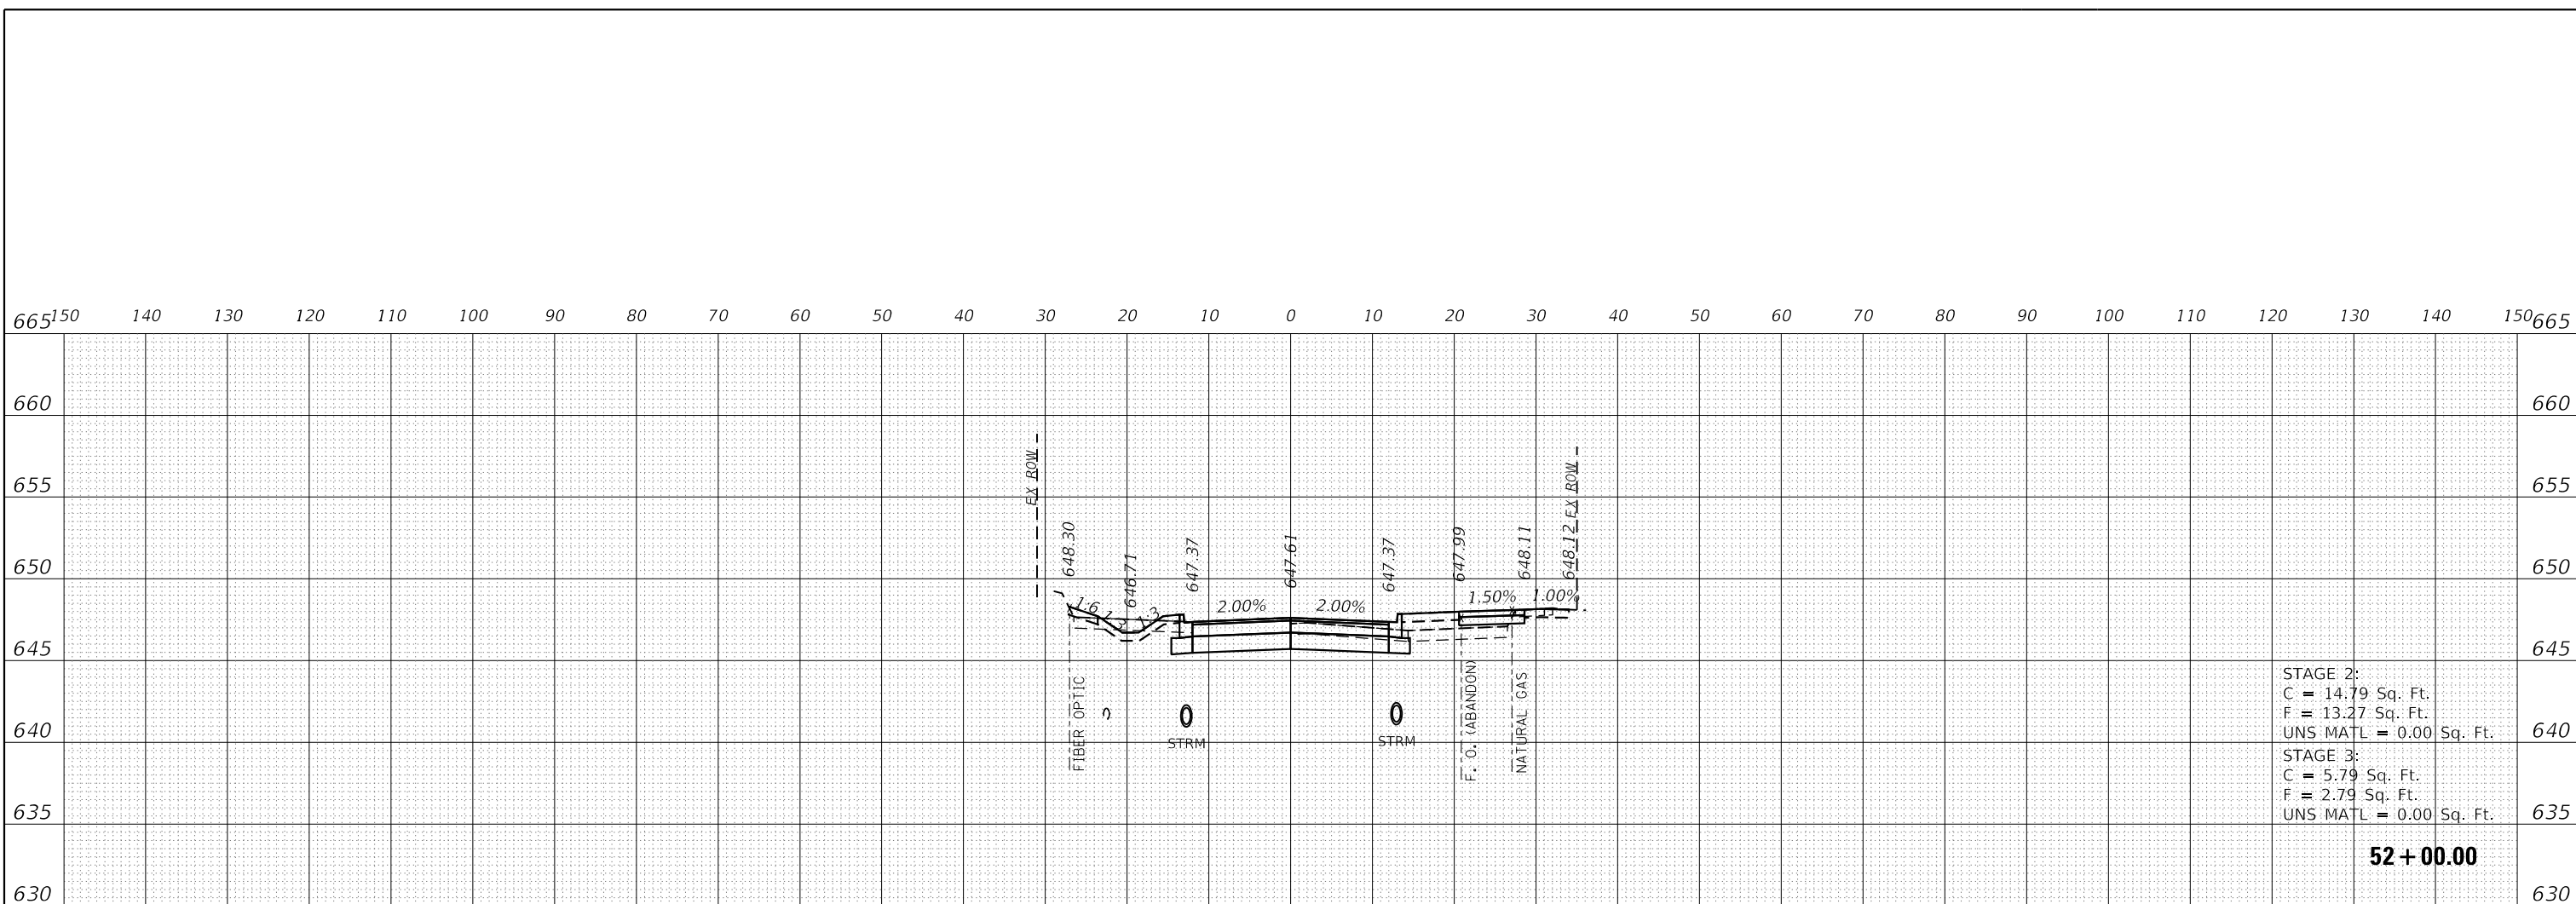 150 140 130 120 110 100 90 80 70 60 50 40 30 20 10 0 10 20 30 40 50 60 70 80 90 100 110 120 130 140 150
665 665
660 660
655 655
650 650
645 645
640 640
635 635
630 630
EX ROW
EX ROW
648.30
646.71
647.37
647.61
647.37
647.99
648.11
648.12
1:6
1:3
1:3
2.00%
2.00%
1.50%
1.00%
FIBER OPTIC
STRM
STRM
F. O. (ABANDON)
NATURAL GAS
STAGE 2:
C = 14.79 Sq. Ft.
F = 13.27 Sq. Ft.
UNS MATL = 0.00 Sq. Ft.
STAGE 3:
C = 5.79 Sq. Ft.
F = 2.79 Sq. Ft.
UNS MATL = 0.00 Sq. Ft.
52+00.00